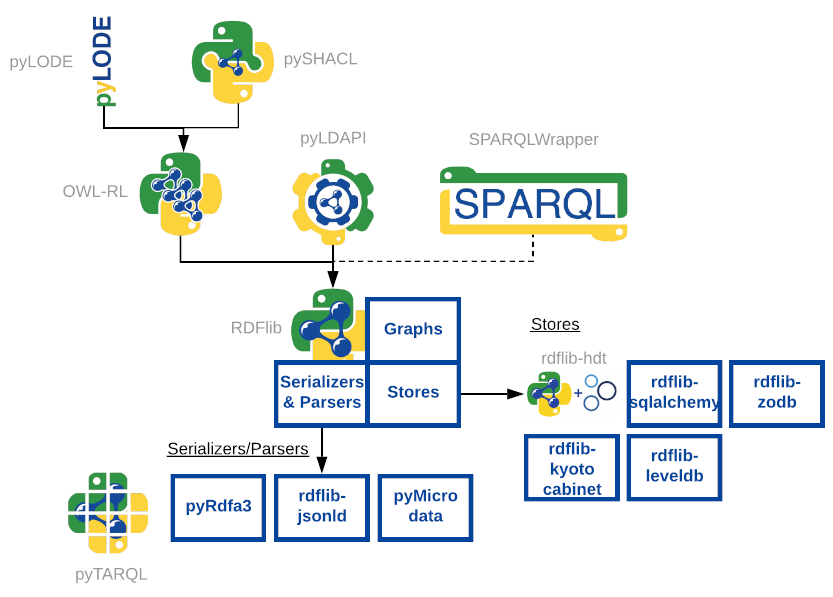 pyLODE
pyLODE
pySHACL
pyLDAPI
SPARQLWrapper
OWL-RL
SPARQL
RDFlib
Graphs
Serializers
& Parsers
Stores
Stores
rdflib-hdt
+
rdflib-
sqlalchemy
rdflib-
zodb
rdflib-
kyoto
cabinet
rdflib-
leveldb
Serializers/Parsers
pyRdfa3
rdflib-
jsonld
pyMicro
data
pyTARQL